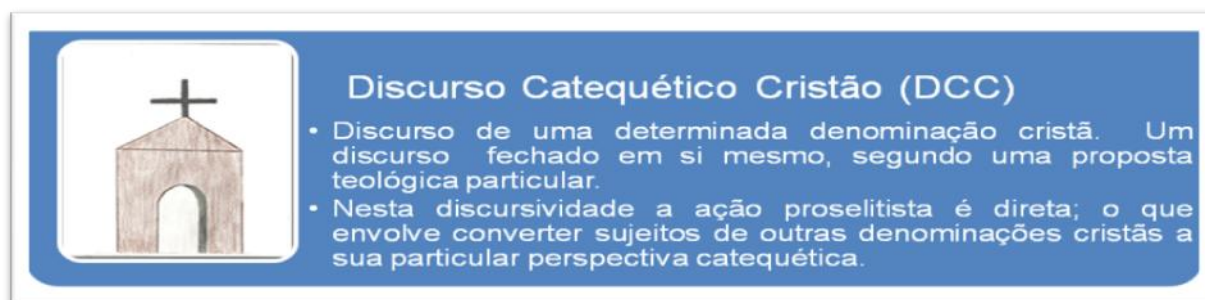 Discurso Catequético Cristão (DCC)
• Discurso de uma determinada denominação cristã. Um
discurso fechado em si mesmo, segundo uma proposta
teológica particular.
• Nesta discursividade a ação proselitista é direta; o que
envolve converter sujeitos de outras denominações cristãs a
sua particular perspectiva catequética.